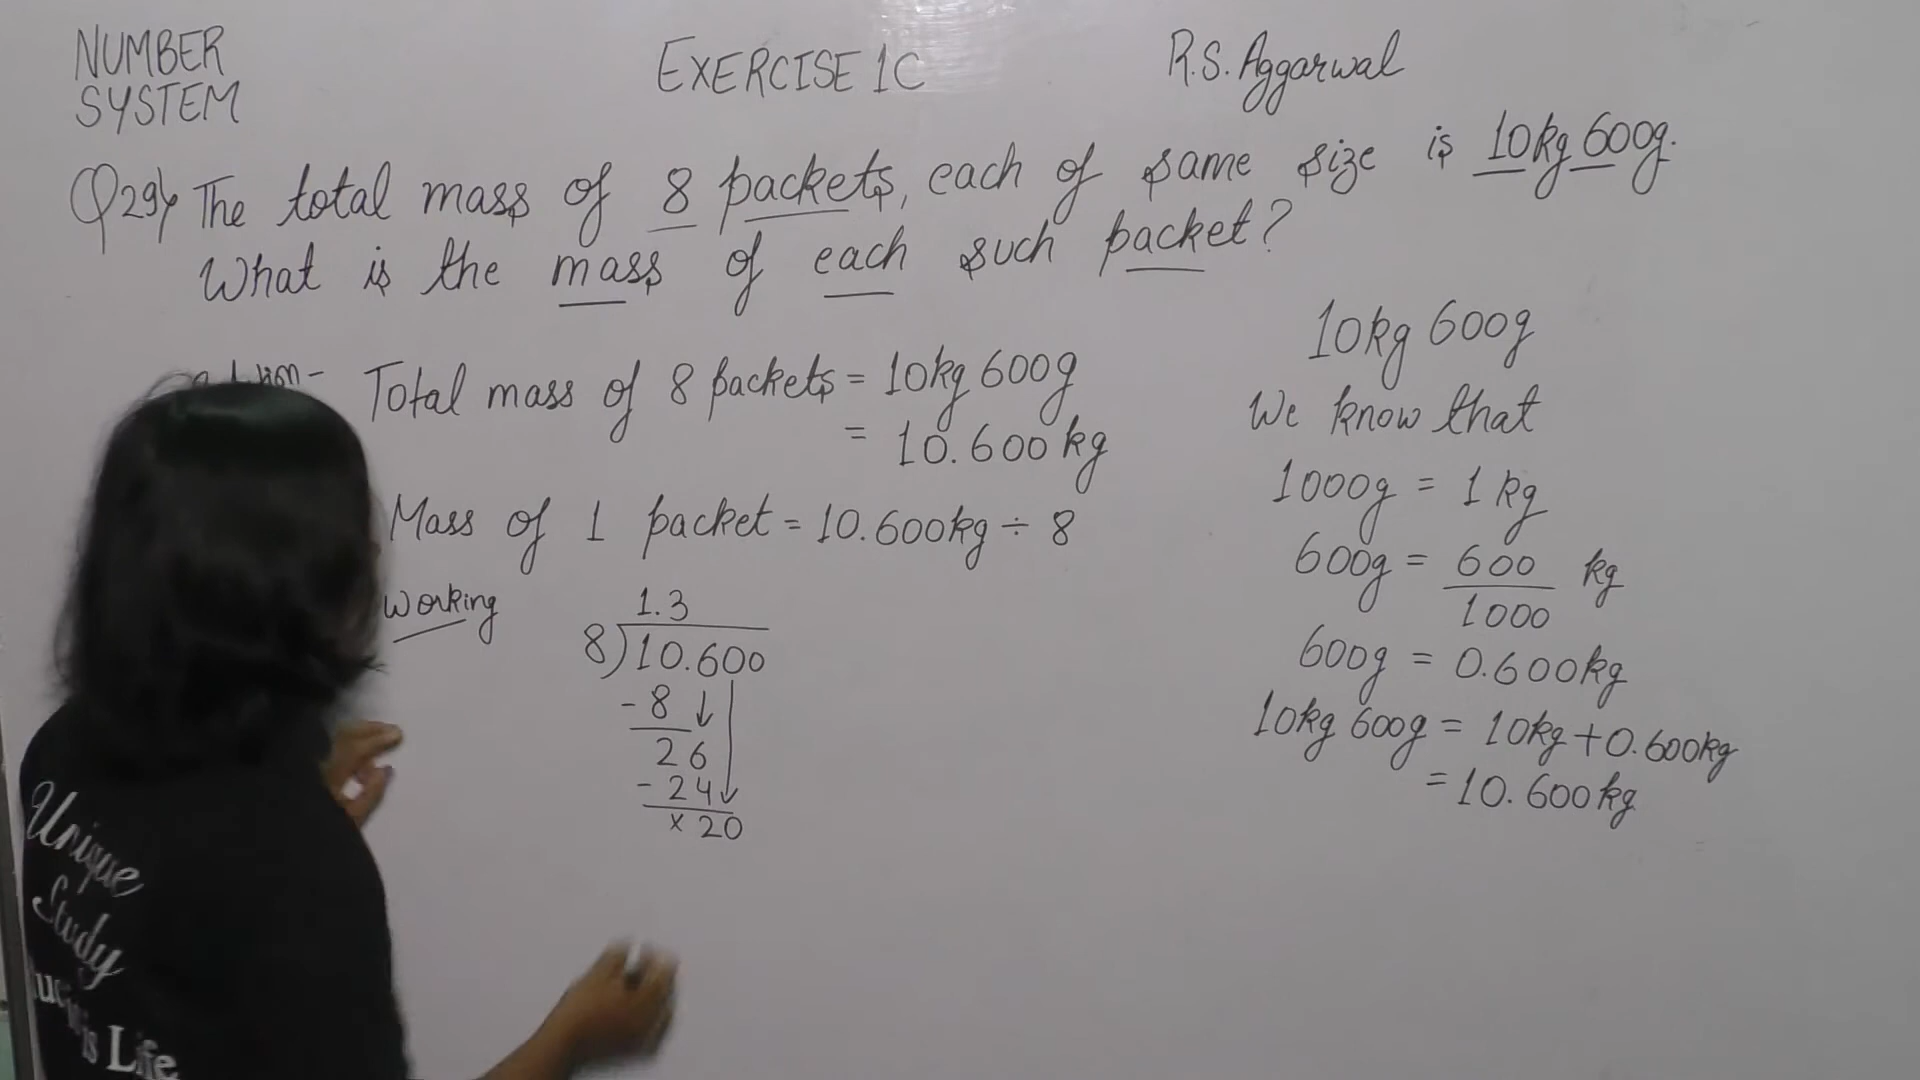 NUMBER
SYSTEM
EXERCISE 1C
R.S. Aggarwal
Q29) The total mass of 8 packets, each of same size is 10kg 600g.
What is the mass of each such packet?
Total mass of 8 packets = 10kg 600g
= 10.600 kg
Mass of 1 packet = 10.600kg ÷ 8
Working
1.3
8)10.600
- 8 ↓
26
- 24 ↓
x 20
10kg 600g
We know that
1000g = 1 kg
600g = 600 kg
1000
600g = 0.600kg
10kg 600g = 10kg + 0.600kg
= 10.600 kg
Unique
Study
is Life